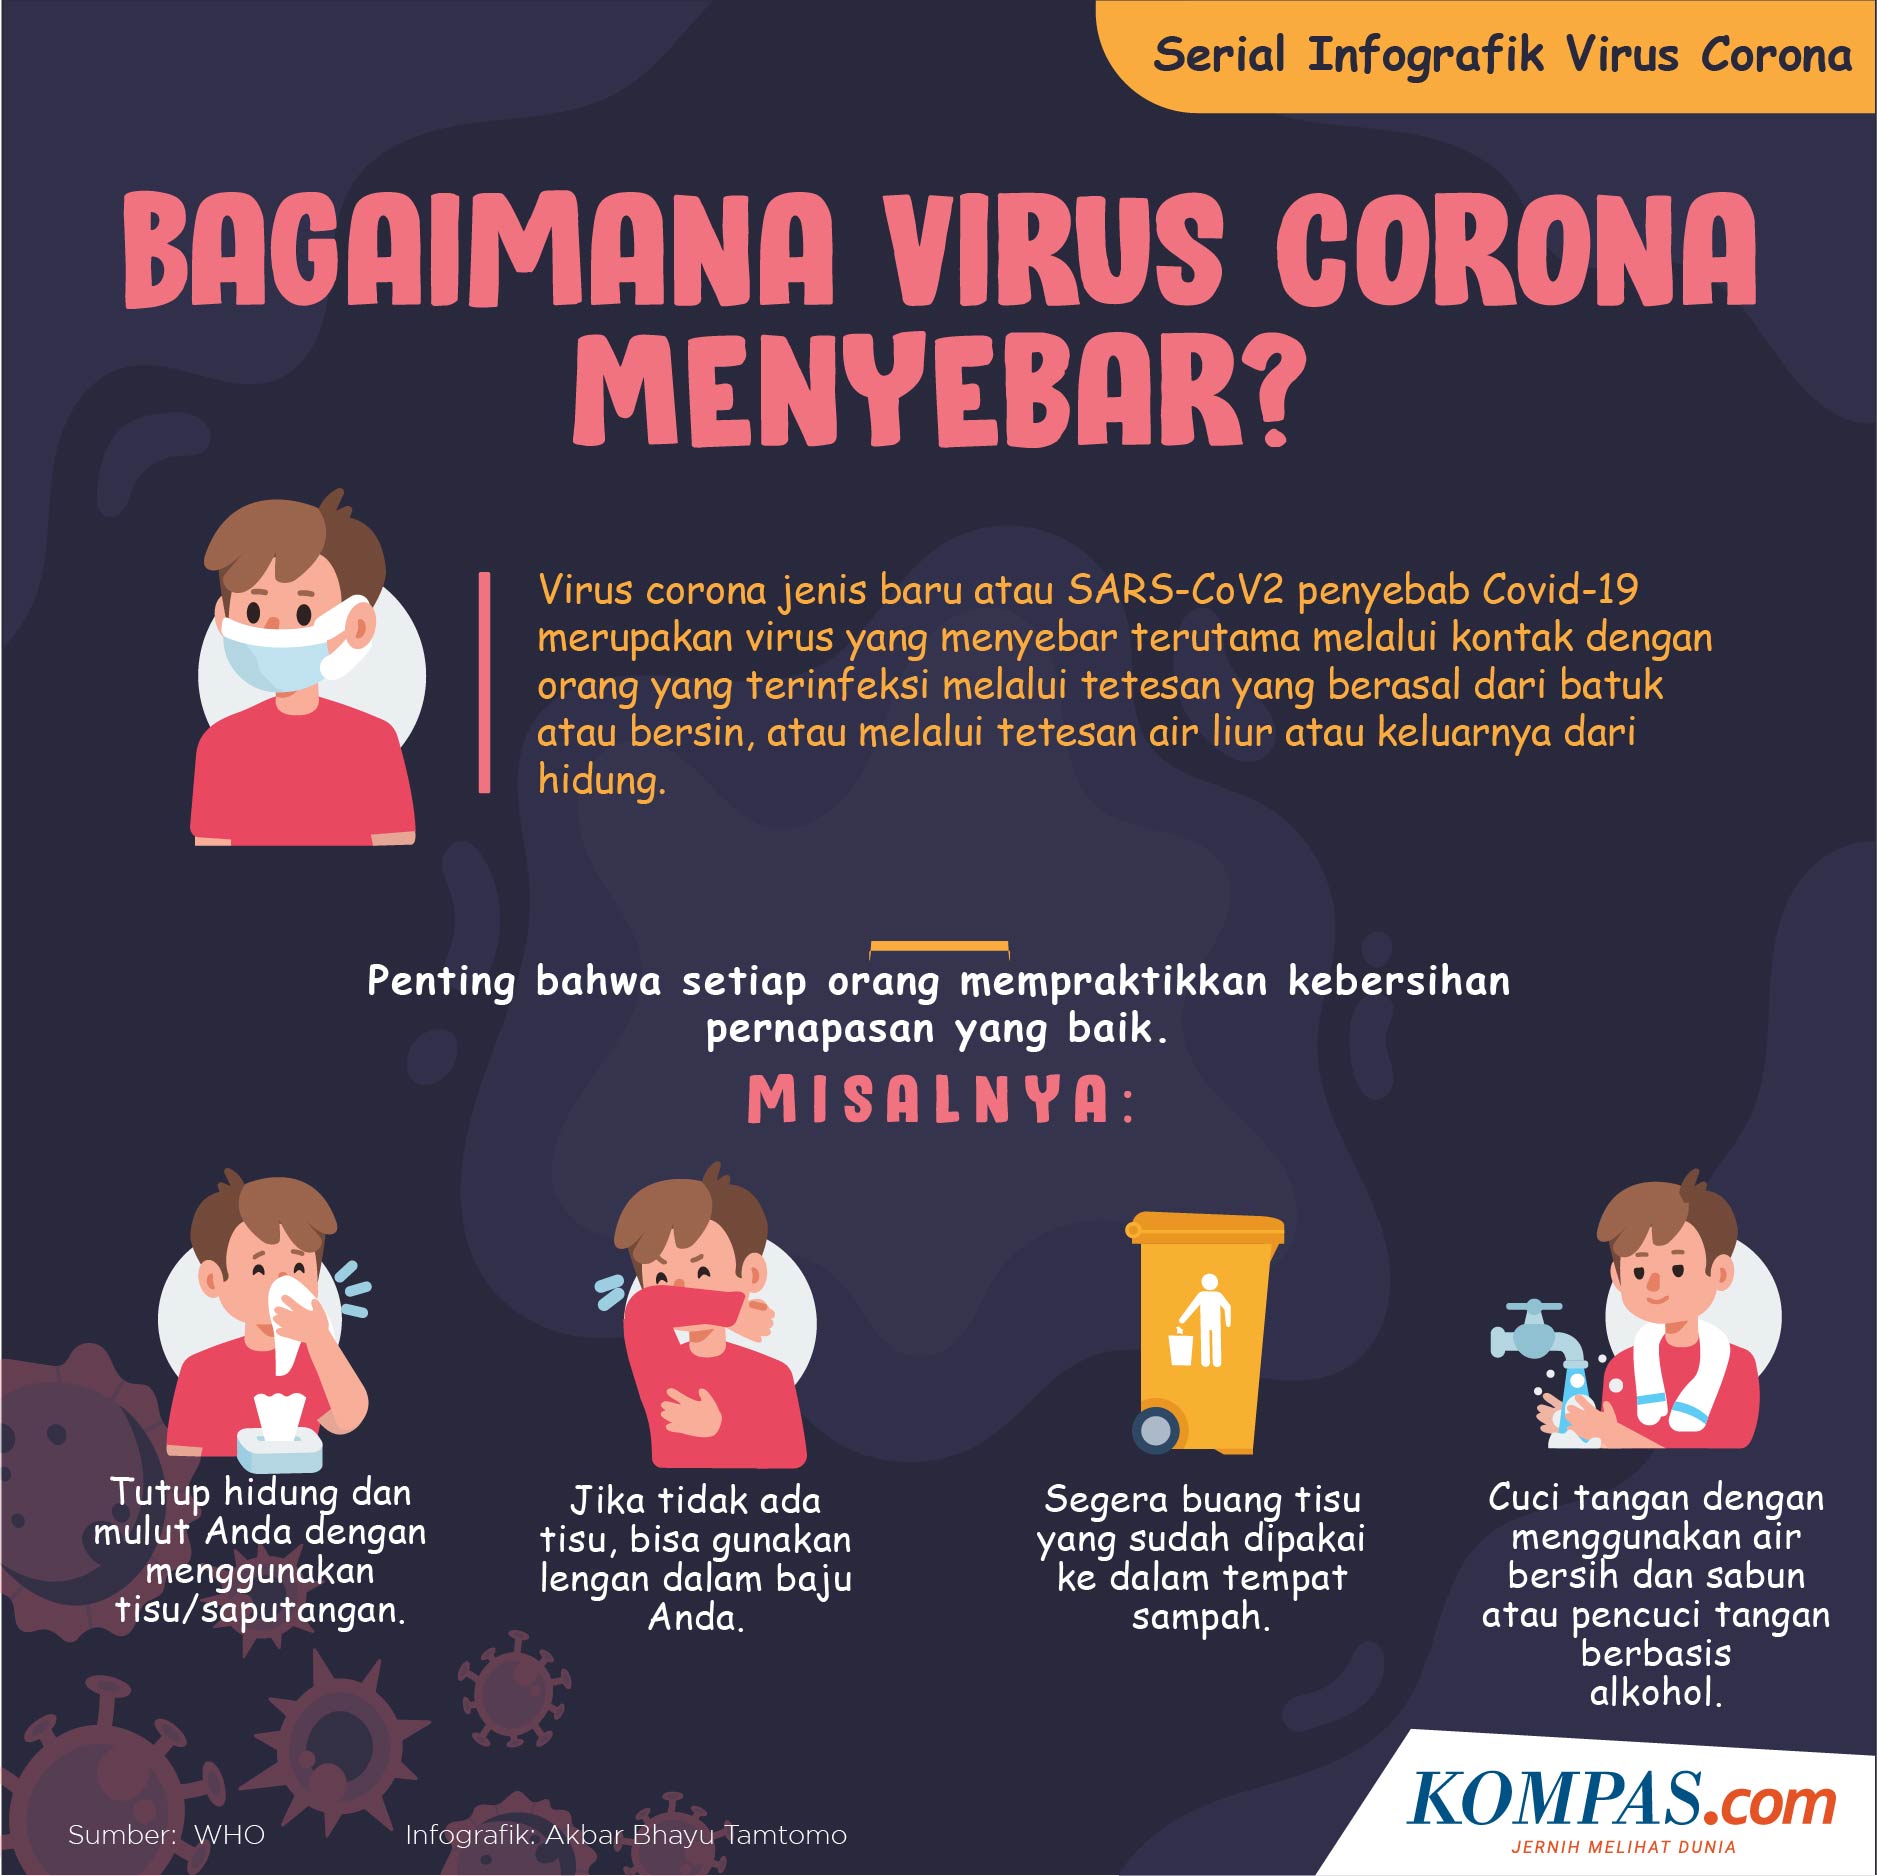 Serial Infografik Virus Corona
BAGAIMANA VIRUS CORONA
MENYEBAR?
Virus corona jenis baru atau SARS-CoV2 penyebab Covid-19
merupakan virus yang menyebar terutama melalui kontak dengan
orang yang terinfeksi melalui tetesan yang berasal dari batuk
atau bersin, atau melalui tetesan air liur atau keluarnya dari
hidung.
Penting bahwa setiap orang mempraktikkan kebersihan
pernapasan yang baik.
MISALNYA:
Tutup hidung dan
mulut Anda dengan
menggunakan
tisu/saputangan.
Jika tidak ada
tisu, bisa gunakan
lengan dalam baju
Anda.
Segera buang tisu
yang sudah dipakai
ke dalam tempat
sampah.
Cuci tangan dengan
menggunakan air
bersih dan sabun
atau pencuci tangan
berbasis
alkohol.
Sumber: WHO
Infografik: Akbar Bhayu Tamtomo
KOMPAS.com
JERNIH MELIHAT DUNIA